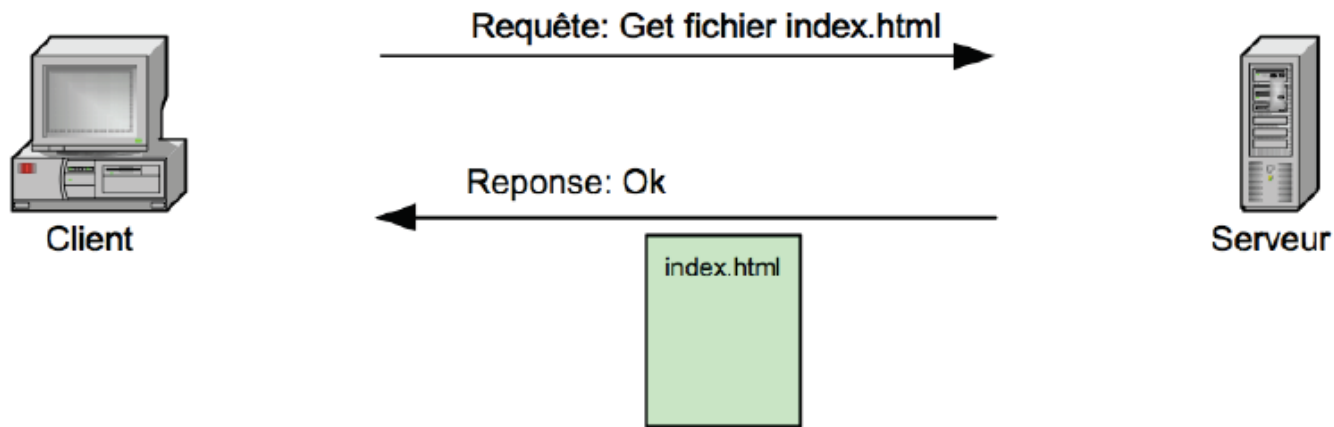 Requête: Get fichier index.html
Reponse: Ok
Client
Serveur
index.html